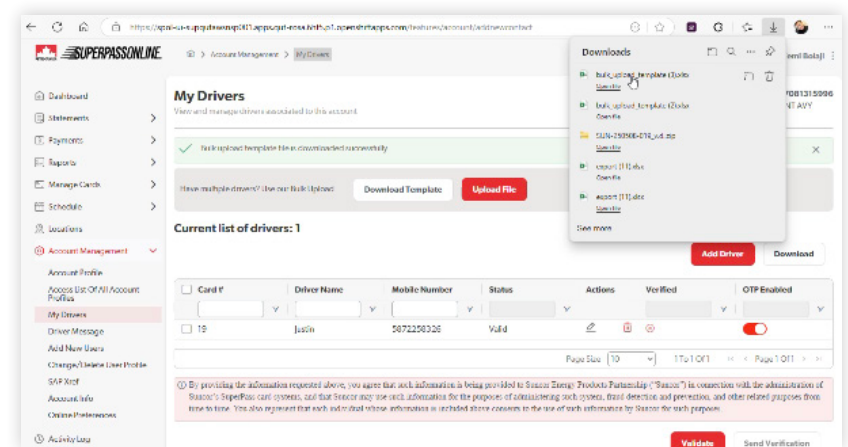 SUPERPASSONLINE
Account Management > My Drivers
Dashboard
Statements
Payments
Reports
Manage Cards
Schedule
Locations
Account Management
Account Profile
Access List Of All Account Profiles
My Drivers
Driver Message
Add New Users
Change/Delete User Profile
SAP Xref
Account Info
Online Preferences
Activity Log
My Drivers
View and manage drivers associated to this account
Bulk upload template file is downloaded successfully
Have multiple drivers? Use our Bulk Upload
Download Template
Upload File
Current list of drivers: 1
Add Driver
Download
Card # Driver Name Mobile Number Status Actions Verified OTP Enabled
19 Justin 5872258326 Valid
Page Size 10 1 To 1 Of 1 Page 1 Of 1
By providing the information requested above, you agree that such information is being provided to Suncor Energy Products Partnership ("Suncor") in connection with the administration of
Suncor's SuperPass card systems, and that Suncor may use such information for the purposes of administering such system, fraud detection and prevention, and other related purposes from
time to time. You also represent that each individual whose information is included above consents to the use of such information by Suncor for such purposes
Validate
Send Verification
Downloads
bulk_upload_template (3).xlsx
Open file
bulk_upload_template (2).xlsx
Open file
Open file
export (11).xlsx
Open file
export (11).xlsx
Open file
See more
Bolaji
AVY